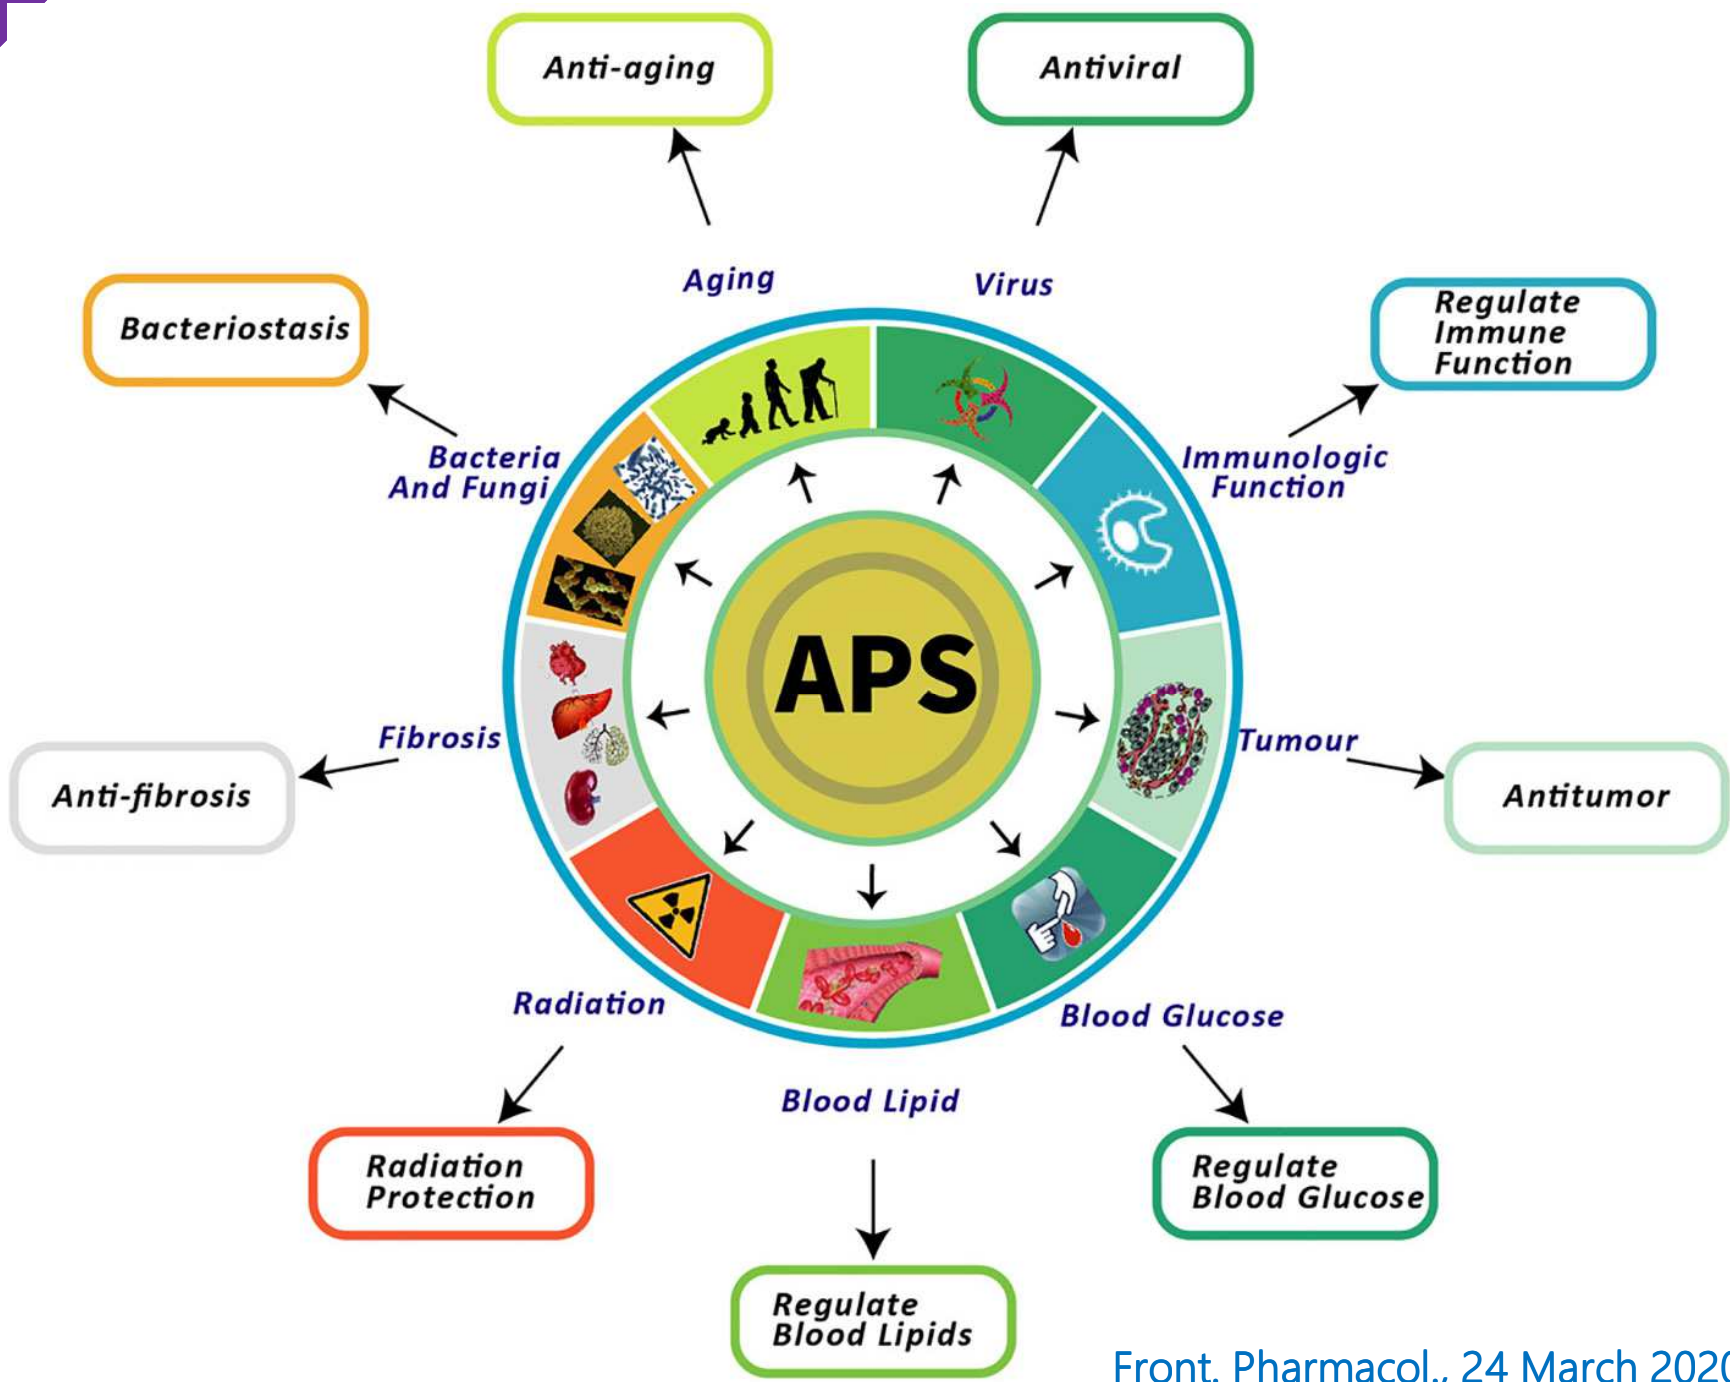 Anti-aging
Antiviral
Aging
Virus
Bacteriostasis
Regulate
Immune
Function
Bacteria
And Fungi
Immunologic
Function
APS
Fibrosis
Tumour
Anti-fibrosis
Antitumor
Radiation
Blood Glucose
Blood Lipid
Radiation
Protection
Regulate
Blood Glucose
Regulate
Blood Lipids
Front. Pharmacol., 24 March 2020